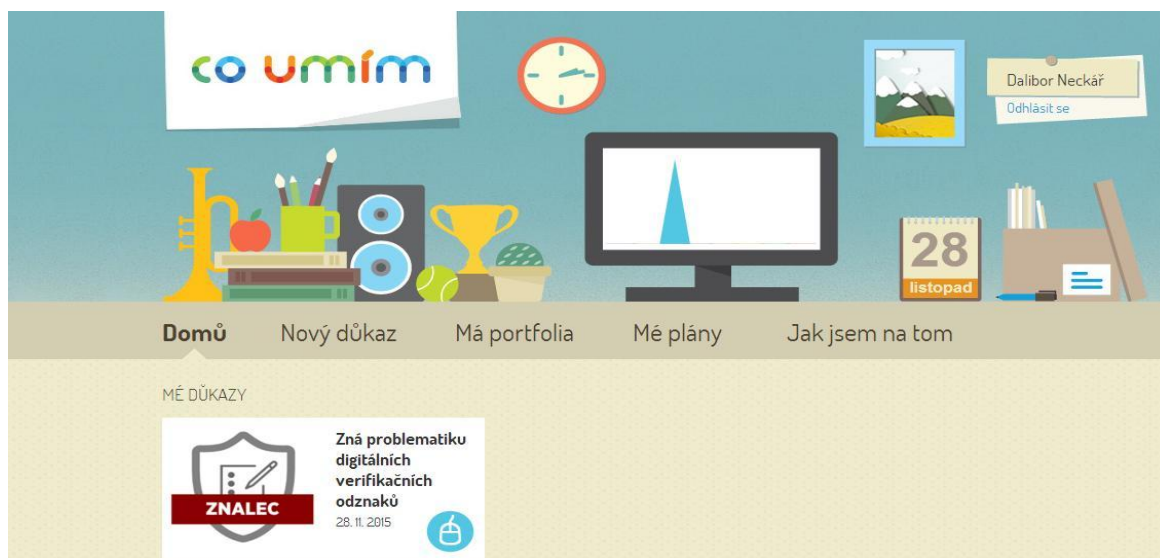 co umím
Dalibor Neckář
Odhlásit se
28
listopad
Domů Nový důkaz Má portfolia Mé plány Jak jsem na tom
MÉ DŮKAZY
ZNALEC
Zná problematiku
digitálních
verifikačních
odznaků
28. 11. 2015